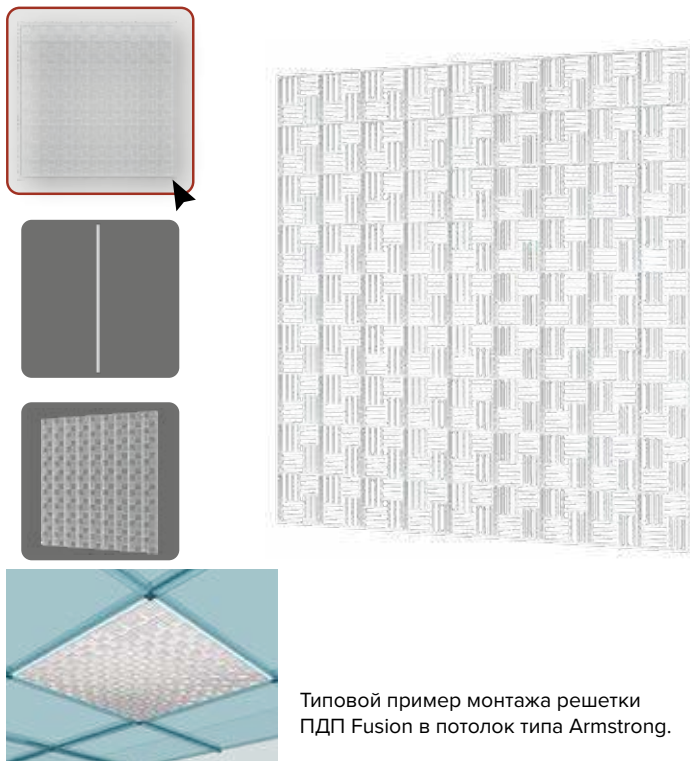 Типовой пример монтажа решетки
ПДП Fusion в потолок типа Armstrong.